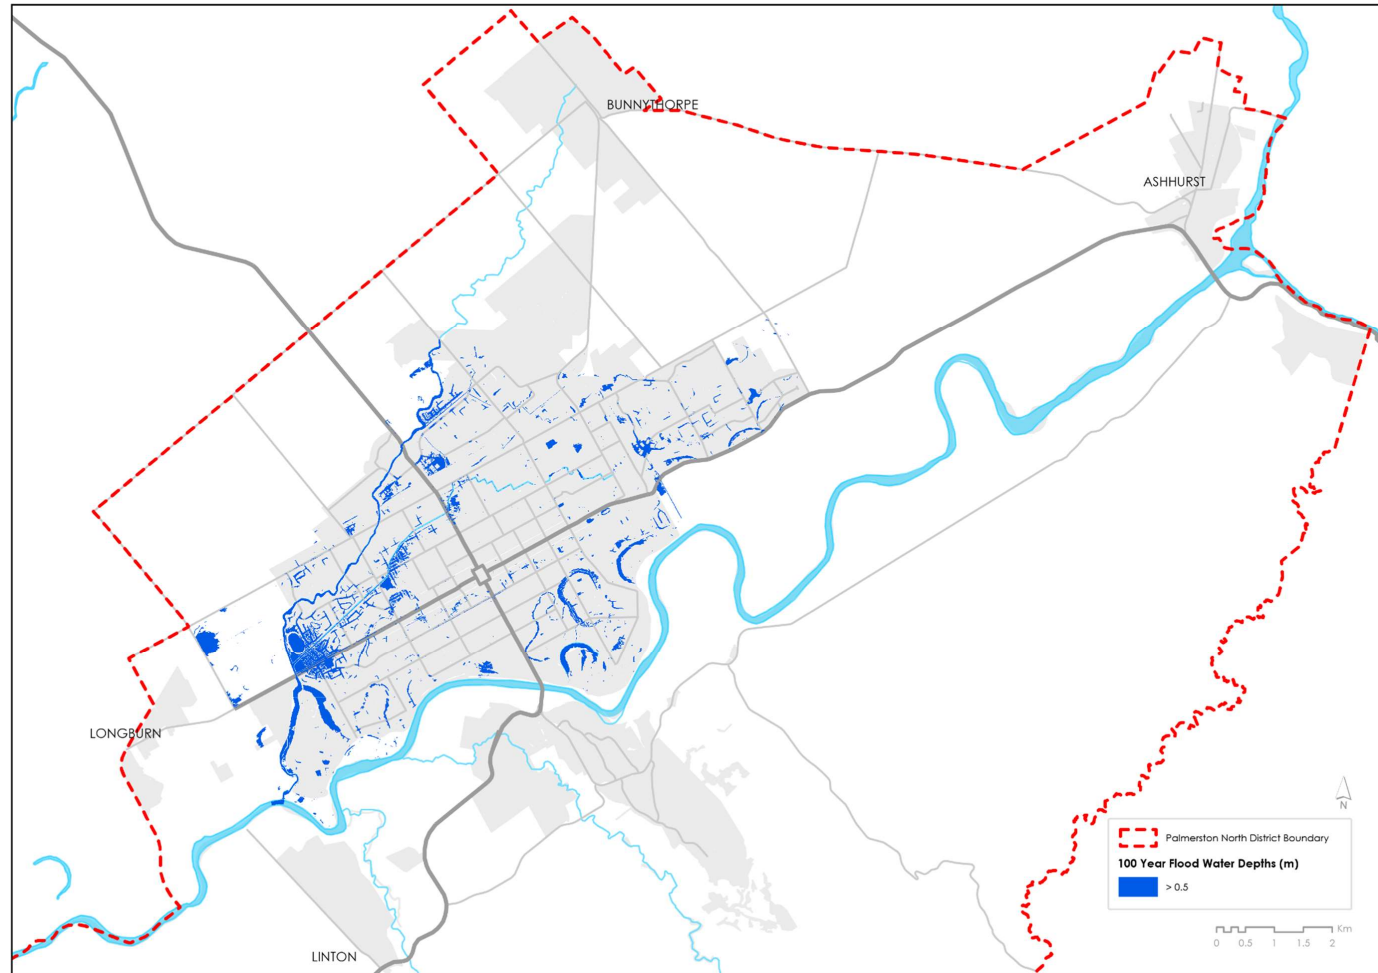 BUNNYTHORPE
ASHHURST
LONGBURN
LINTON
N
Palmerston North District Boundary
100 Year Flood Water Depths (m)
> 0.5
Km
0 0.5 1 1.5 2